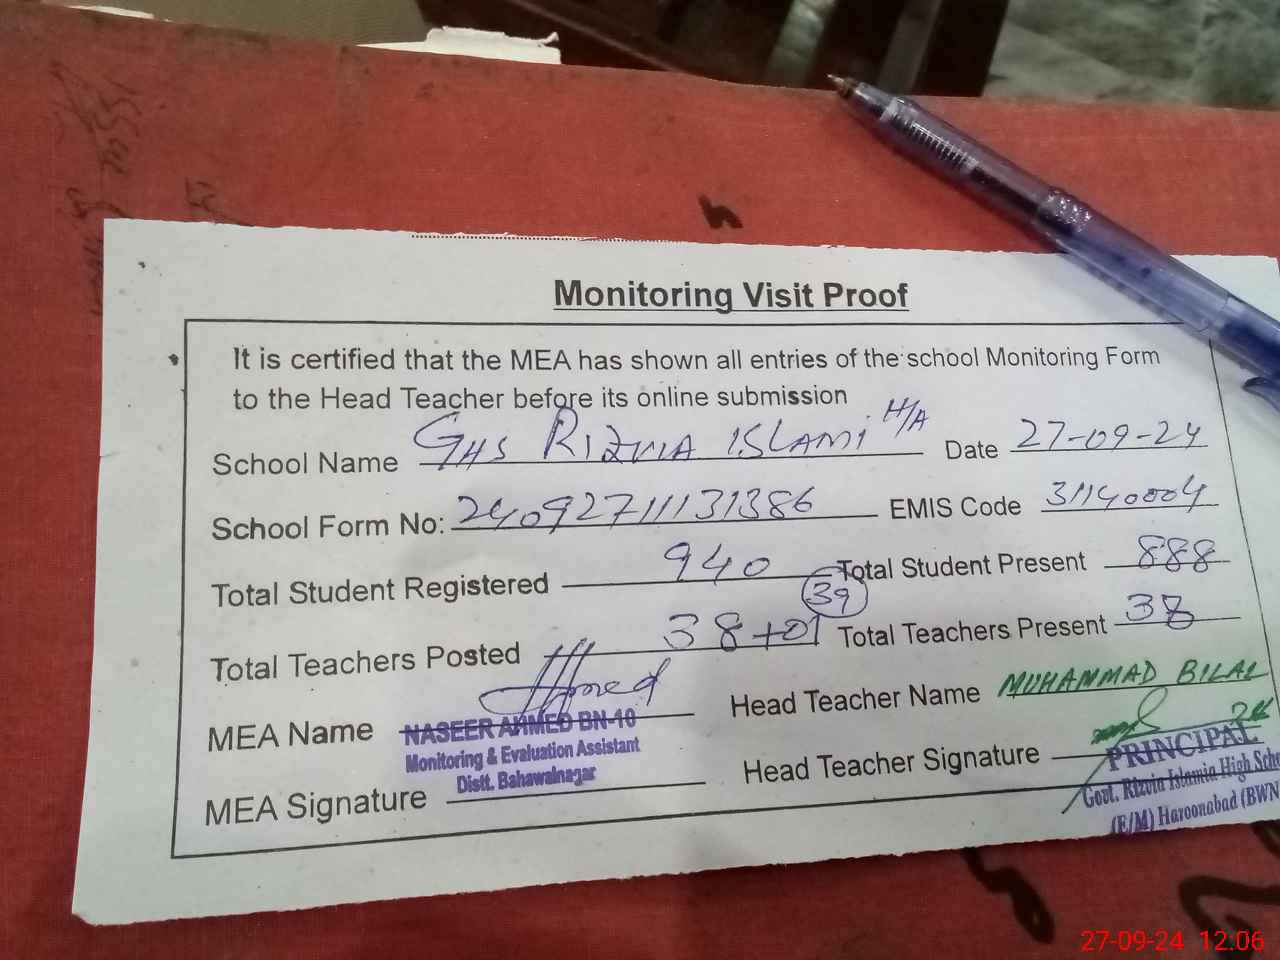 Monitoring Visit Proof
It is certified that the MEA has shown all entries of the school Monitoring Form
to the Head Teacher before its online submission
School Name GHS RIZVIA ISLAMI H/A Date 27-09-24
School Form No: 24092711131386 EMIS Code 31140004
Total Student Registered 940 Total Student Present 888
39
Total Teachers Posted 38+01 Total Teachers Present 38
MEA Name Head Teacher Name MUHAMMAD BILAL
NASEER AHMED BN-10
Monitoring & Evaluation Assistant
Distt. Bahawalnagar
MEA Signature Head Teacher Signature
PRINCIPAL
Govt. Rizvia Islamia High Scho
(E/M) Haroonabad (BWN
27-09-24 12:06